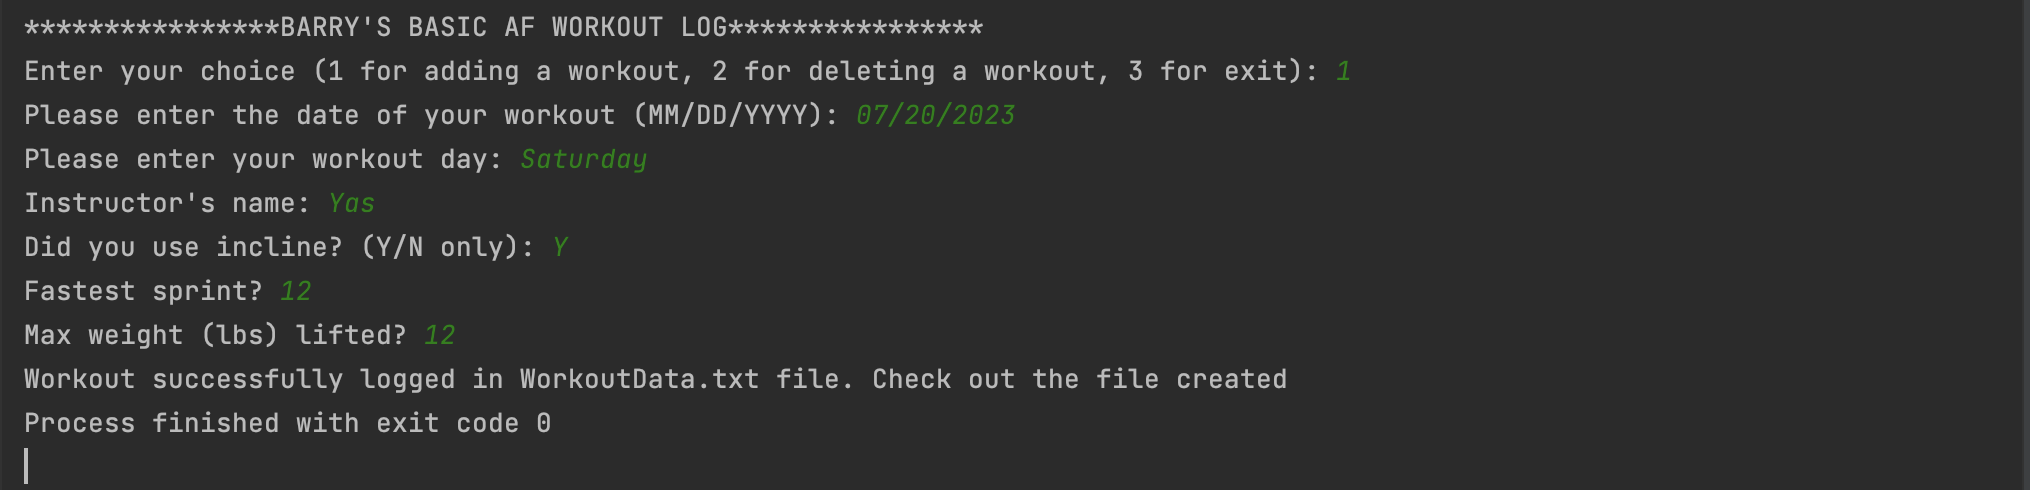 ****************BARRY'S BASIC AF WORKOUT LOG****************
Enter your choice (1 for adding a workout, 2 for deleting a workout, 3 for exit): 1
Please enter the date of your workout (MM/DD/YYYY): 07/20/2023
Please enter your workout day: Saturday
Instructor's name: Yas
Did you use incline? (Y/N only): Y
Fastest sprint? 12
Max weight (lbs) lifted? 12
Workout successfully logged in WorkoutData.txt file. Check out the file created
Process finished with exit code 0